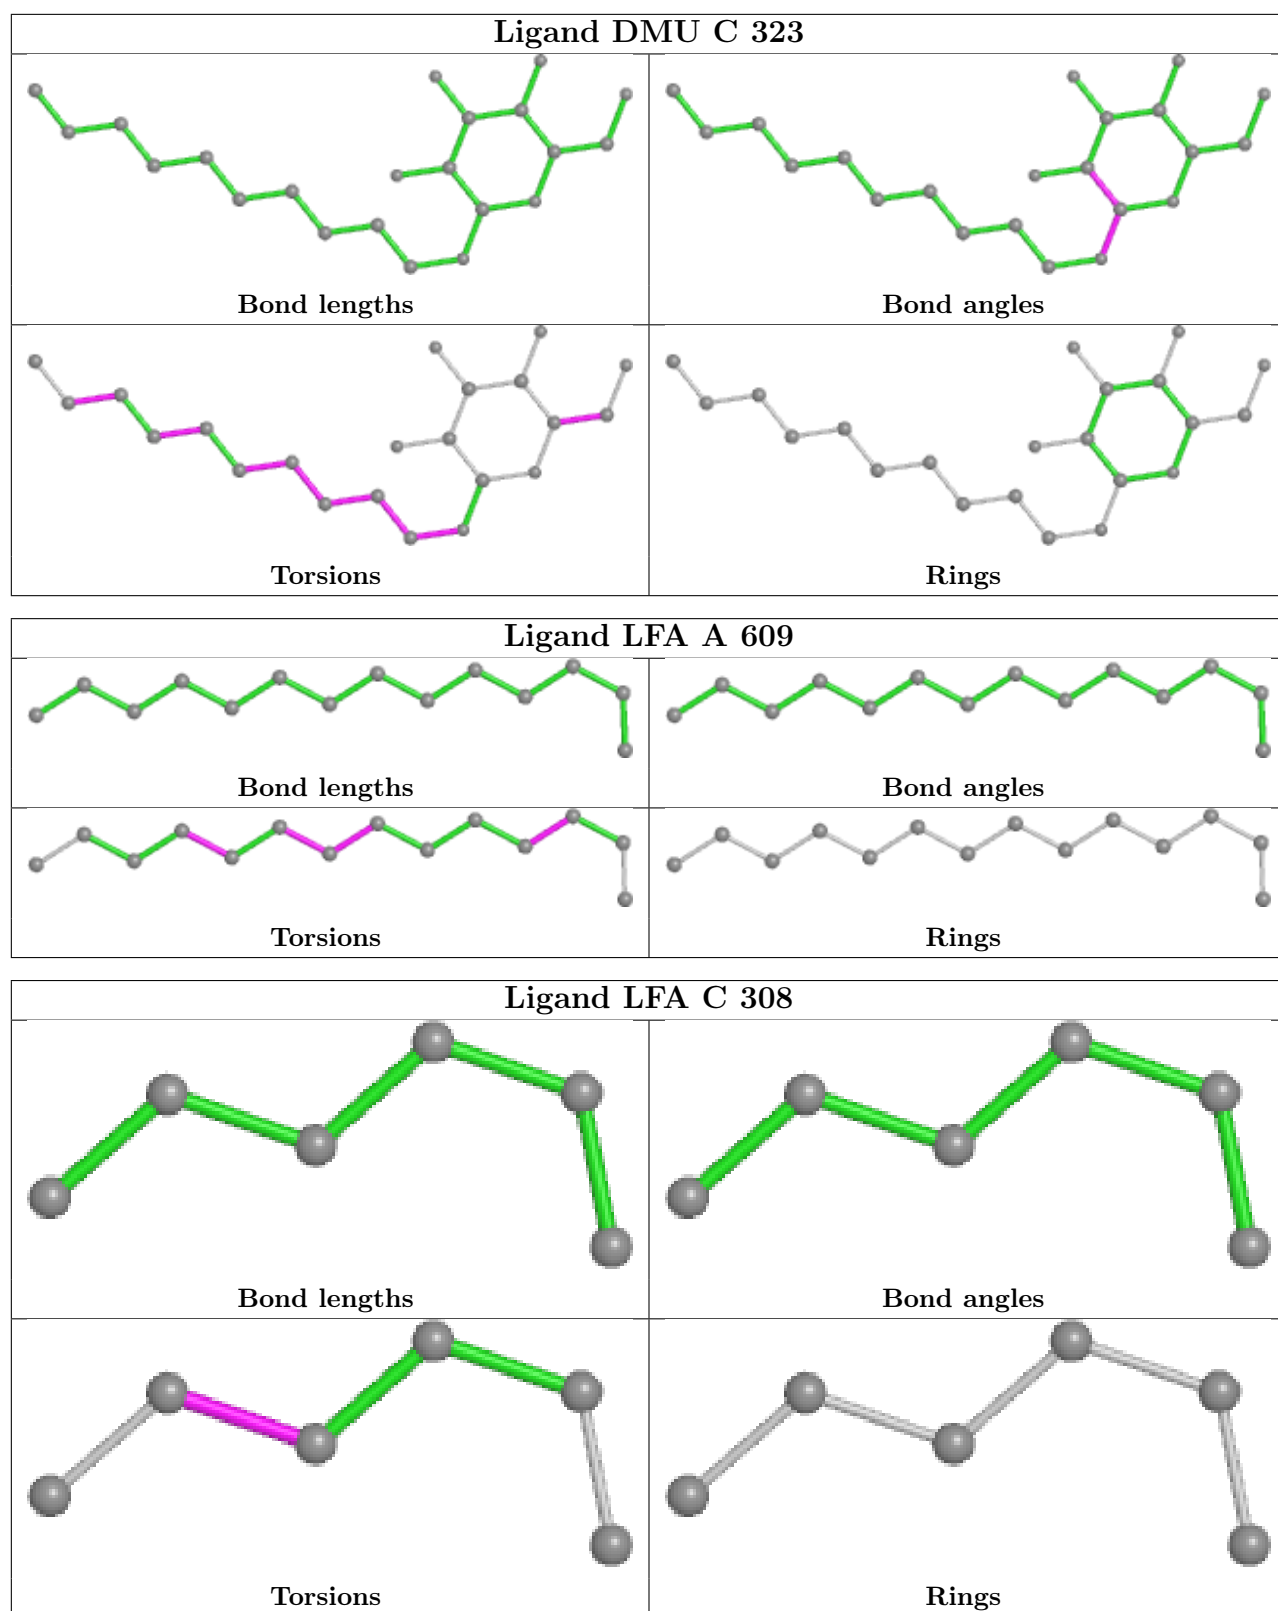 Ligand DMU C 323
Bond lengths
Bond angles
Torsions
Rings
Ligand LFA A 609
Bond lengths
Bond angles
Torsions
Rings
Ligand LFA C 308
Bond lengths
Bond angles
Torsions
Rings